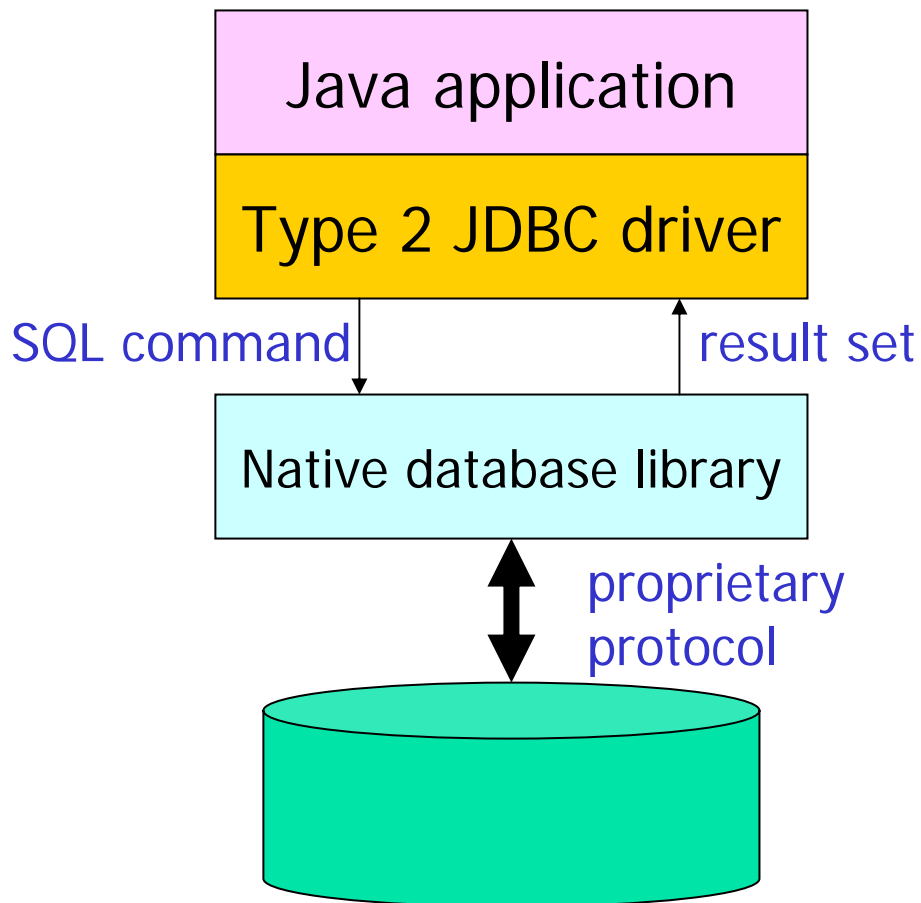 Java application
Type 2 JDBC driver
SQL command
result set
Native database library
proprietary
protocol